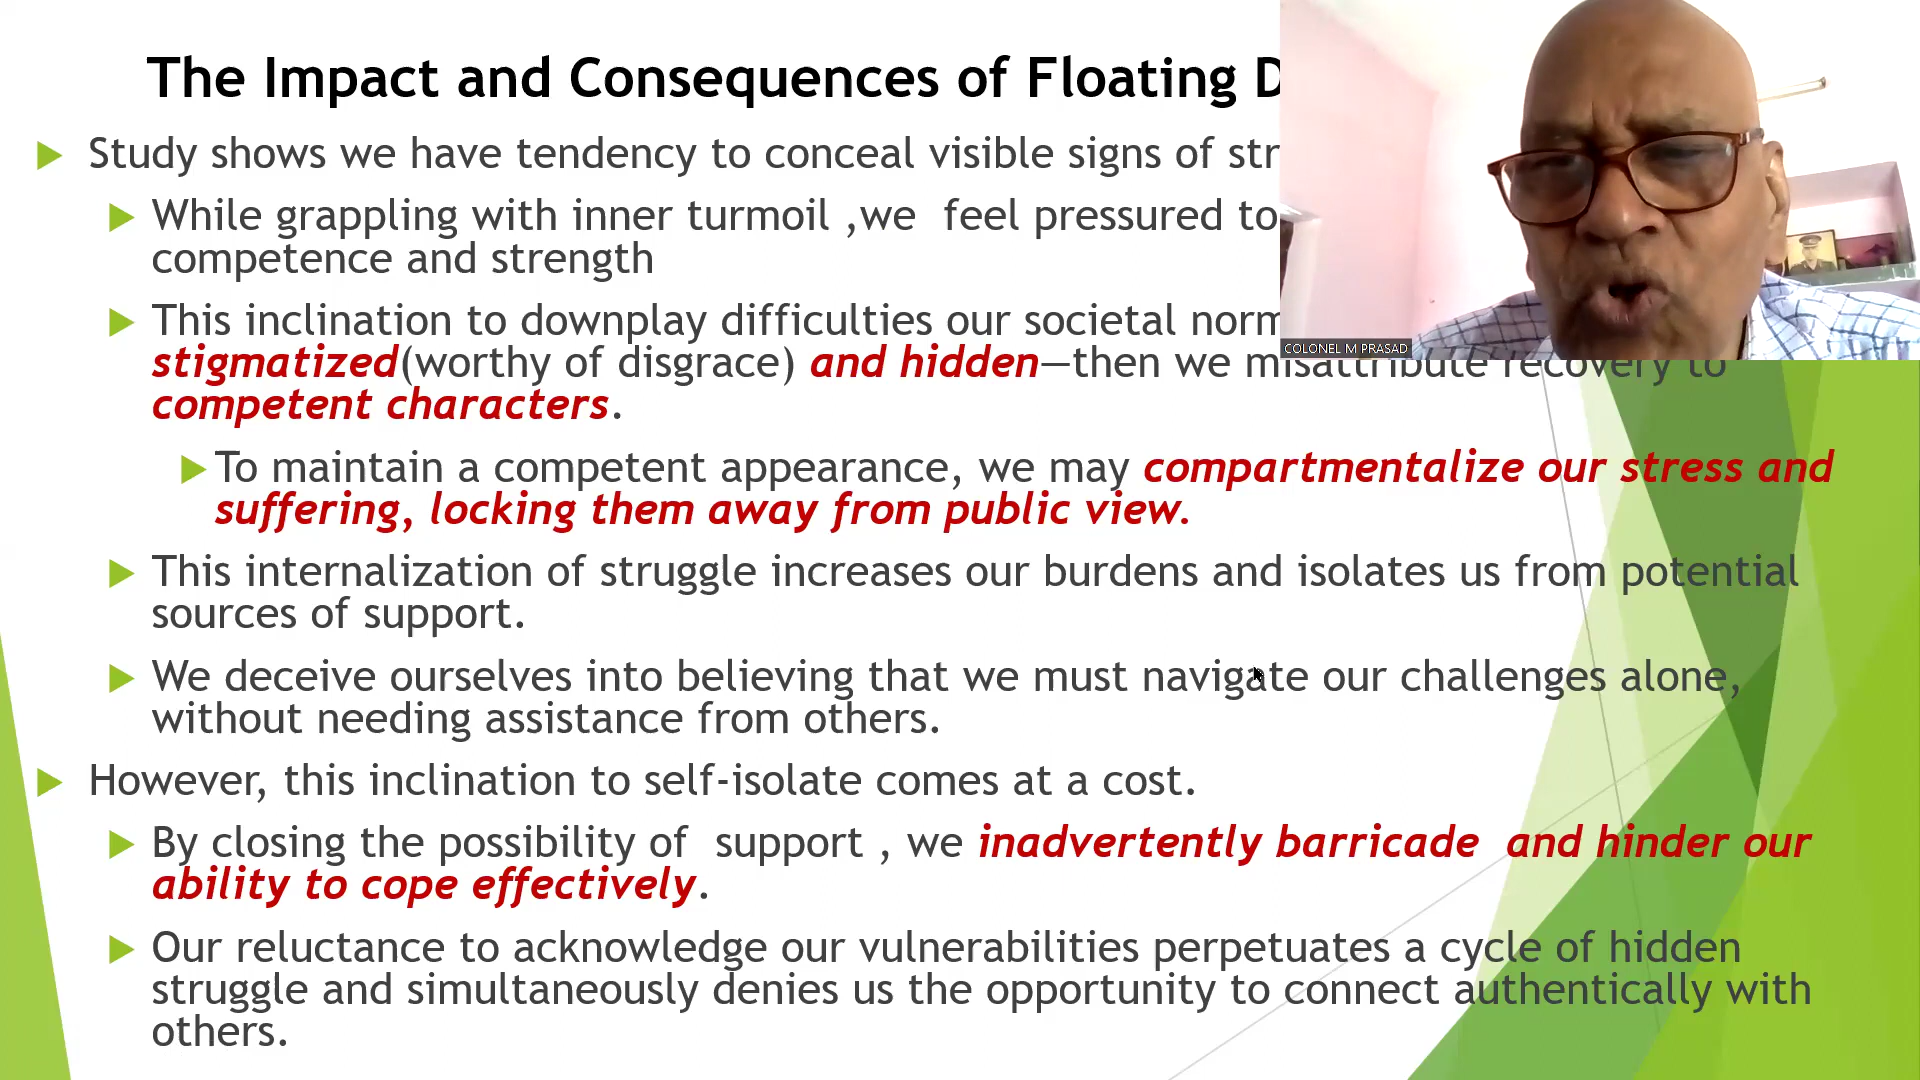 The Impact and Consequences of Floating D
Study shows we have tendency to conceal visible signs of str
While grappling with inner turmoil ,we feel pressured to
competence and strength
This inclination to downplay difficulties our societal norm
stigmatized(worthy of disgrace) and hidden—then we misattribute recovery to
competent characters.
To maintain a competent appearance, we may compartmentalize our stress and
suffering, locking them away from public view.
This internalization of struggle increases our burdens and isolates us from potential
sources of support.
We deceive ourselves into believing that we must navigate our challenges alone,
without needing assistance from others.
However, this inclination to self-isolate comes at a cost.
By closing the possibility of support , we inadvertently barricade and hinder our
ability to cope effectively.
Our reluctance to acknowledge our vulnerabilities perpetuates a cycle of hidden
struggle and simultaneously denies us the opportunity to connect authentically with
others.
COLONEL M PRASAD